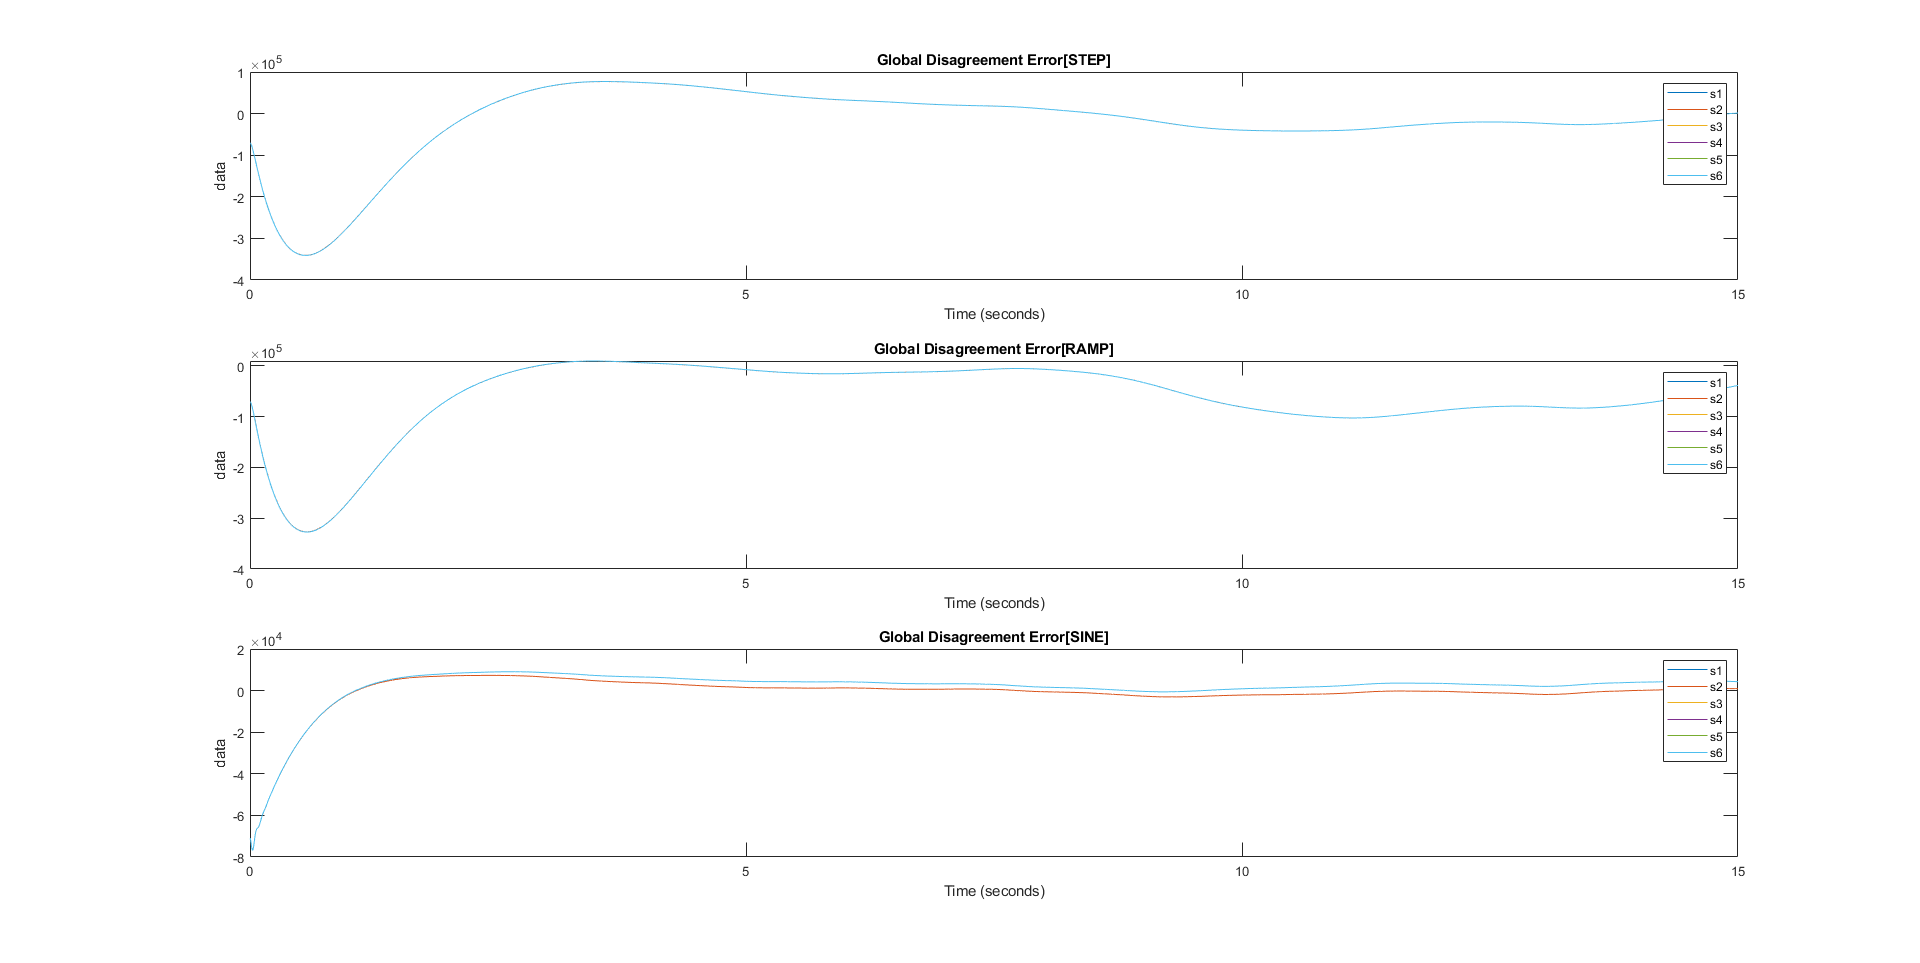 Global Disagreement Error[STEP]
×10^5
1
0
-1
-2
-3
-4
data
s1
s2
s3
s4
s5
s6
0 5 10 15
Time (seconds)
Global Disagreement Error[RAMP]
×10^5
0
-1
-2
-3
-4
data
s1
s2
s3
s4
s5
s6
0 5 10 15
Time (seconds)
Global Disagreement Error[SINE]
×10^4
2
0
-2
-4
-6
-8
data
s1
s2
s3
s4
s5
s6
0 5 10 15
Time (seconds)